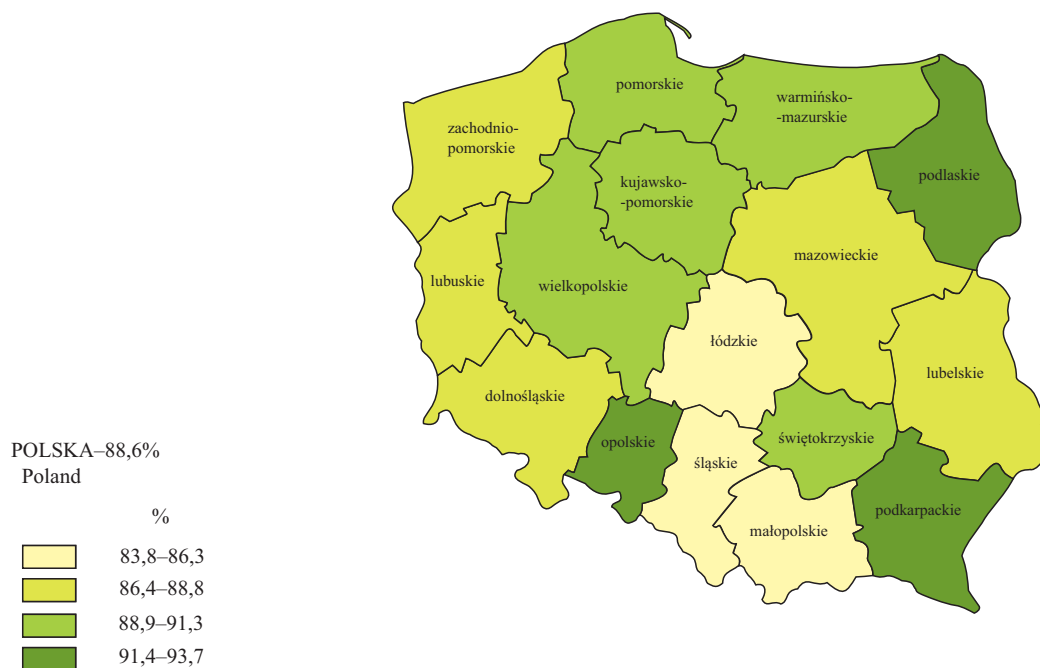 pomorskie
warmińsko-
-mazurskie
zachodnio-
pomorskie
podlaskie
kujawsko-
-pomorskie
mazowieckie
lubuskie
wielkopolskie
łódzkie
lubelskie
dolnośląskie
opolskie
świętokrzyskie
śląskie
podkarpackie
małopolskie
POLSKA–88,6%
Poland
%
83,8–86,3
86,4–88,8
88,9–91,3
91,4–93,7